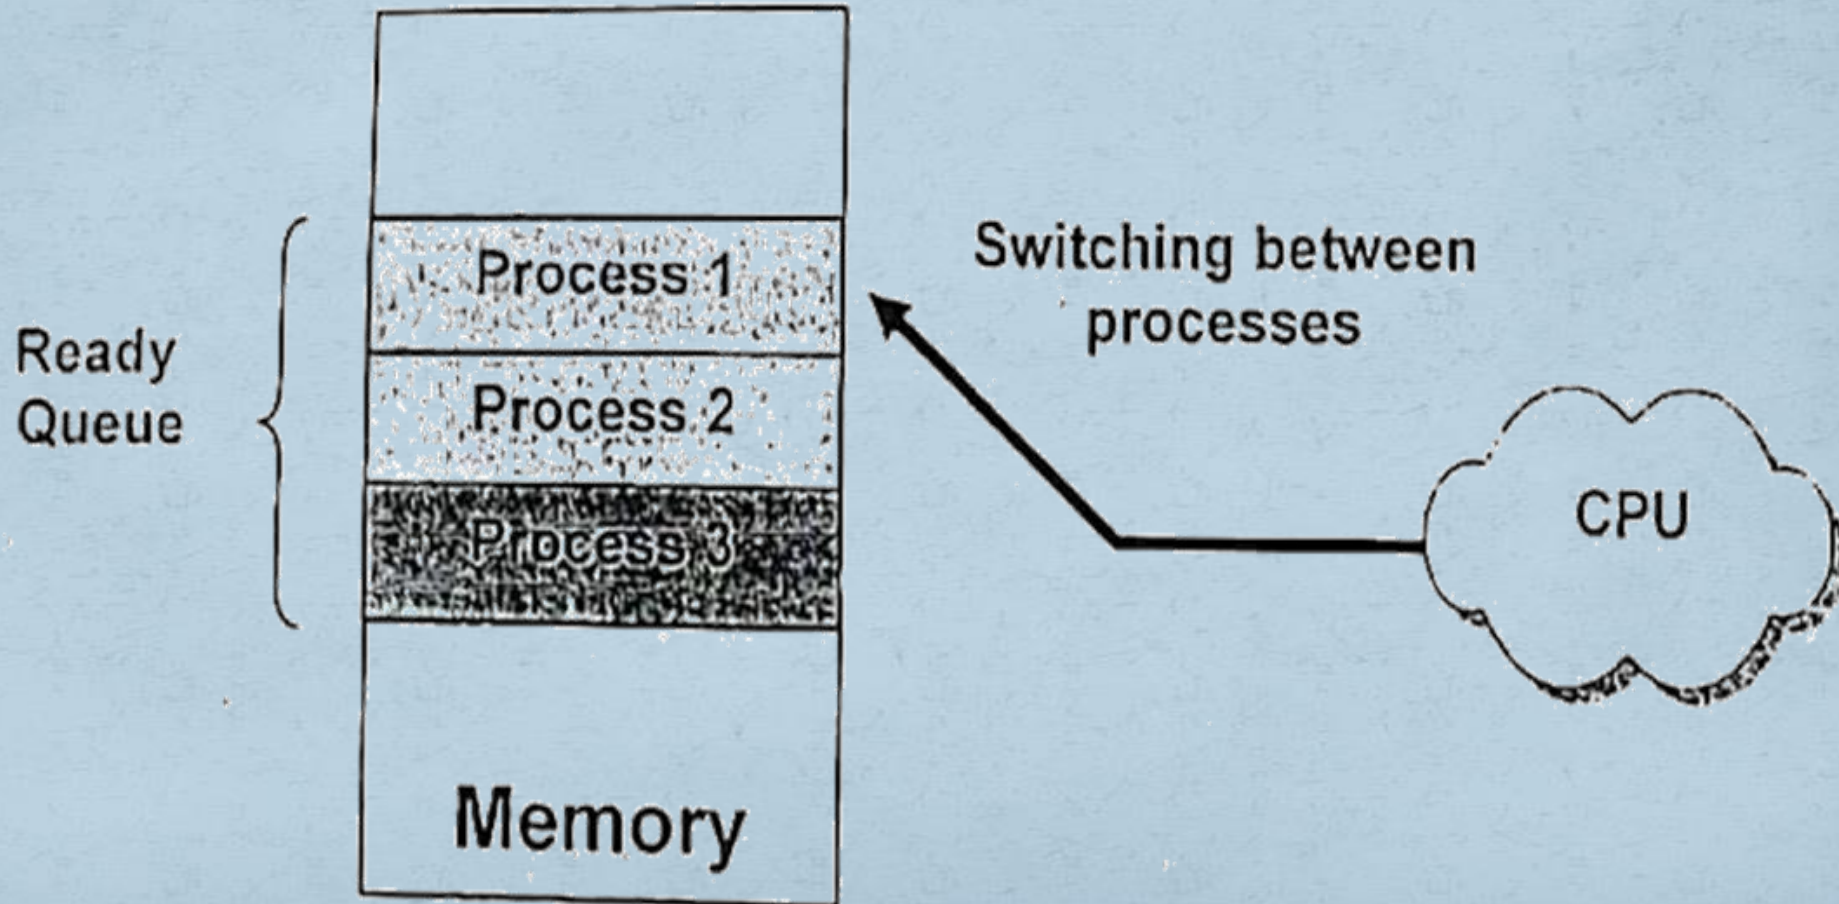 Ready
Queue
Process 1
Process 2
Process 3
Memory
Switching between
processes
CPU